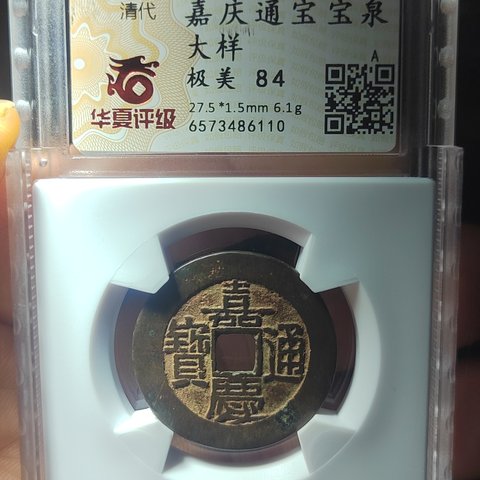 清代
嘉庆通宝宝泉
大样
极美 84
A
华夏评级
27.5*1.5mm 6.1g
6573486110
嘉慶通寶